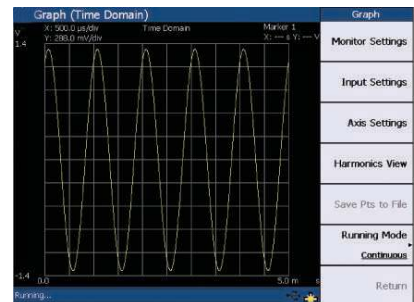 Graph (Time Domain)
Graph
V
X: 500.0 µs/div
Time Domain
Marker 1
Y: 280.0 mV/div
X: --- s Y: --- V
1.4
Monitor Settings
Input Settings
Axis Settings
Harmonics View
Save Pts to File
Running Mode
Continuous
-1.4
0.0
5.0 m
s
Return
Running...